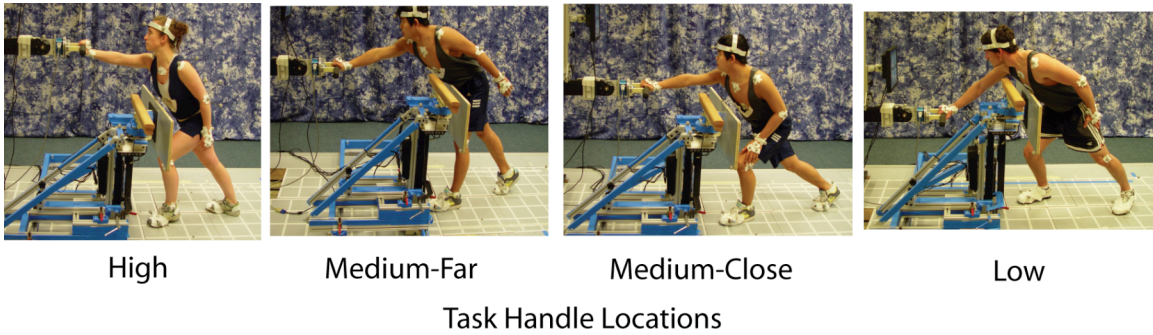 High
Medium-Far
Medium-Close
Low
Task Handle Locations